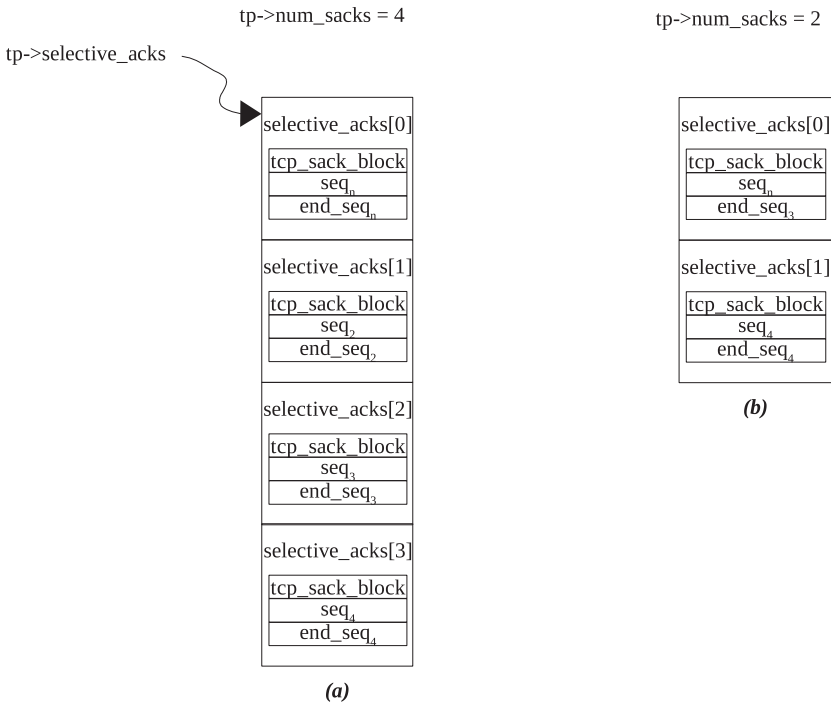 tp->num_sacks = 4
tp->selective_acks
selective_acks[0]
tcp_sack_block
seqₙ
end_seqₙ
selective_acks[1]
tcp_sack_block
seq₂
end_seq₂
selective_acks[2]
tcp_sack_block
seq₃
end_seq₃
selective_acks[3]
tcp_sack_block
seq₄
end_seq₄
(a)
tp->num_sacks = 2
selective_acks[0]
tcp_sack_block
seqₙ
end_seq₃
selective_acks[1]
tcp_sack_block
seq₄
end_seq₄
(b)